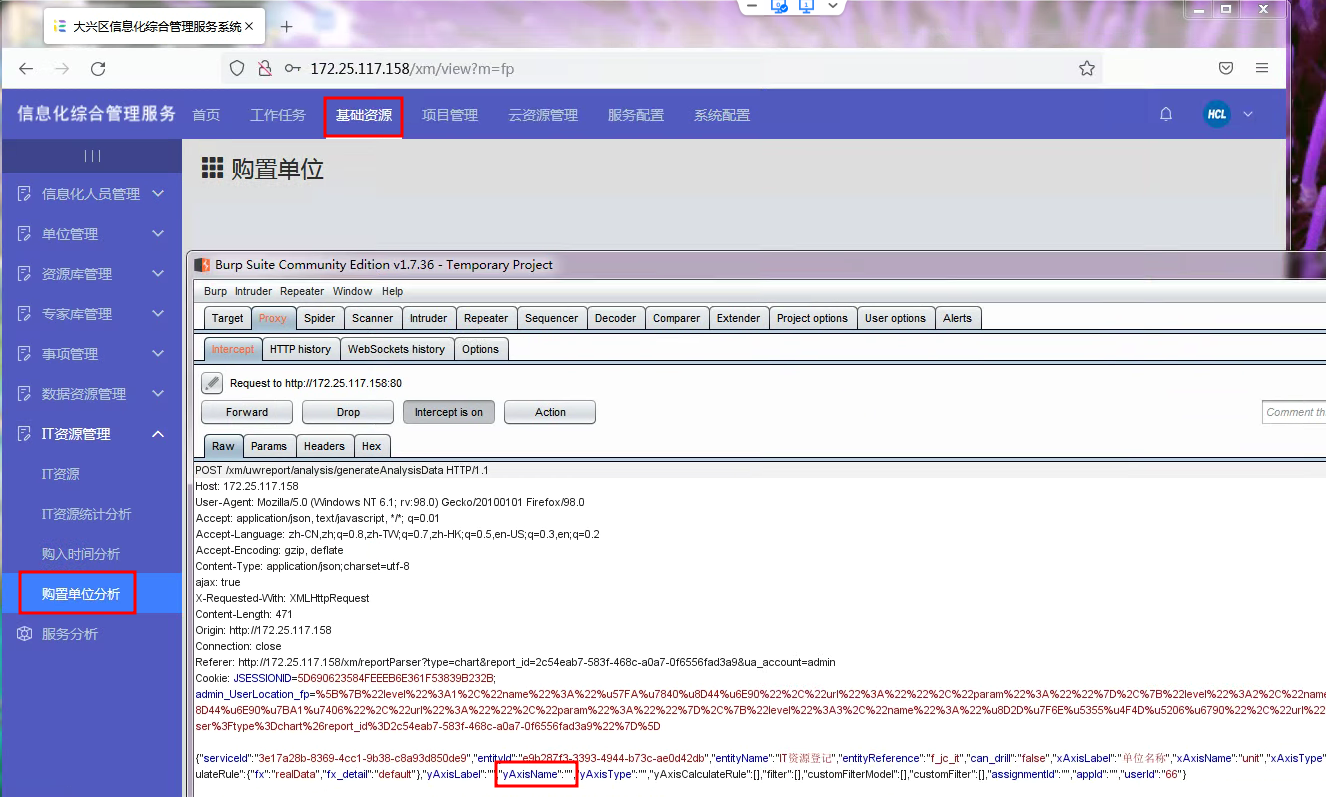 大兴区信息化综合管理服务系统
172.25.117.158/xm/view?m=fp
信息化综合管理服务 首页 工作任务 基础资源 项目管理 云资源管理 服务配置 系统配置 HCL
购置单位
信息化人员管理
单位管理
资源库管理
专家库管理
事项管理
数据资源管理
IT资源管理
IT资源
IT资源统计分析
购入时间分析
购置单位分析
服务分析
Burp Suite Community Edition v1.7.36 - Temporary Project
Burp Intruder Repeater Window Help
Target Proxy Spider Scanner Intruder Repeater Sequencer Decoder Comparer Extender Project options User options Alerts
Intercept HTTP history WebSockets history Options
Request to http://172.25.117.158:80
Forward Drop Intercept is on Action Comment th
Raw Params Headers Hex
POST /xm/uwreport/analysis/generateAnalysisData HTTP/1.1
Host: 172.25.117.158
User-Agent: Mozilla/5.0 (Windows NT 6.1; rv:98.0) Gecko/20100101 Firefox/98.0
Accept: application/json, text/javascript, */*; q=0.01
Accept-Language: zh-CN,zh;q=0.8,zh-TW;q=0.7,zh-HK;q=0.5,en-US;q=0.3,en;q=0.2
Accept-Encoding: gzip, deflate
Content-Type: application/json;charset=utf-8
ajax: true
X-Requested-With: XMLHttpRequest
Content-Length: 471
Origin: http://172.25.117.158
Connection: close
Referer: http://172.25.117.158/xm/reportParser?type=chart&report_id=2c54eab7-583f-468c-a0a7-0f6556fad3a9&ua_account=admin
Cookie: JSESSIONID=5D690623584FEEEB6E361F53839B232B;
admin_UserLocation_fp=%5B%7B%22level%22%3A1%2C%22name%22%3A%22%u57FA%u7840%u8D44%u6E90%22%2C%22url%22%3A%22%22%2C%22param%22%3A%22%22%7D%2C%7B%22level%22%3A2%2C%22name
8D44%u6E90%u7BA1%u7406%22%2C%22url%22%3A%22%22%2C%22param%22%3A%22%22%7D%2C%7B%22level%22%3A3%2C%22name%22%3A%22%u8D2D%u7F6E%u5355%u4F4D%u5206%u6790%22%2C%22url%22
ser%3Ftype%3Dchart%26report_id%3D2c54eab7-583f-468c-a0a7-0f6556fad3a9%22%7D%5D
{"serviceId":"3e17a28b-8369-4cc1-9b38-c8a93d850de9","entityId":"e9b287f3-3393-4944-b73c-ae0d42db","entityName":"IT资源登记","entityReference":"f_jc_it","can_drill":"false","xAxisLabel":"单位名称","xAxisName":"unit","xAxisType"
ulateRule":{"fx":"realData","fx_detail":"default"},"yAxisLabel":"","yAxisName":"","yAxisType":"","yAxisCalculateRule":[],"filter":[],"customFilterModel":[],"customFilter":[],"assignmentId":"","appId":"","userId":"66"}